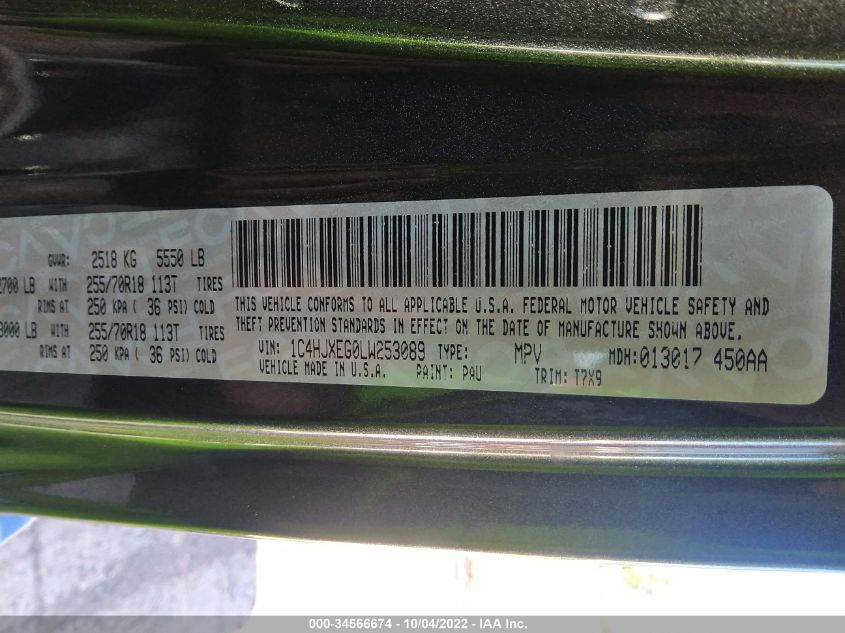 GVWR: 2518 KG 5550 LB
2700 LB WITH 255/70R18 113T TIRES
RIMS AT 250 KPA ( 36 PSI) COLD
3000 LB WITH 255/70R18 113T TIRES
RIMS AT 250 KPA ( 36 PSI) COLD
THIS VEHICLE CONFORMS TO ALL APPLICABLE U.S.A. FEDERAL MOTOR VEHICLE SAFETY AND
THEFT PREVENTION STANDARDS IN EFFECT ON THE DATE OF MANUFACTURE SHOWN ABOVE.
VIN: 1C4HJXEG0LW253089 TYPE: MPV MDH:013017 450AA
VEHICLE MADE IN U.S.A. PAINT: PAU TRIM: T7X9
000-34566674 - 10/04/2022 - IAA Inc.